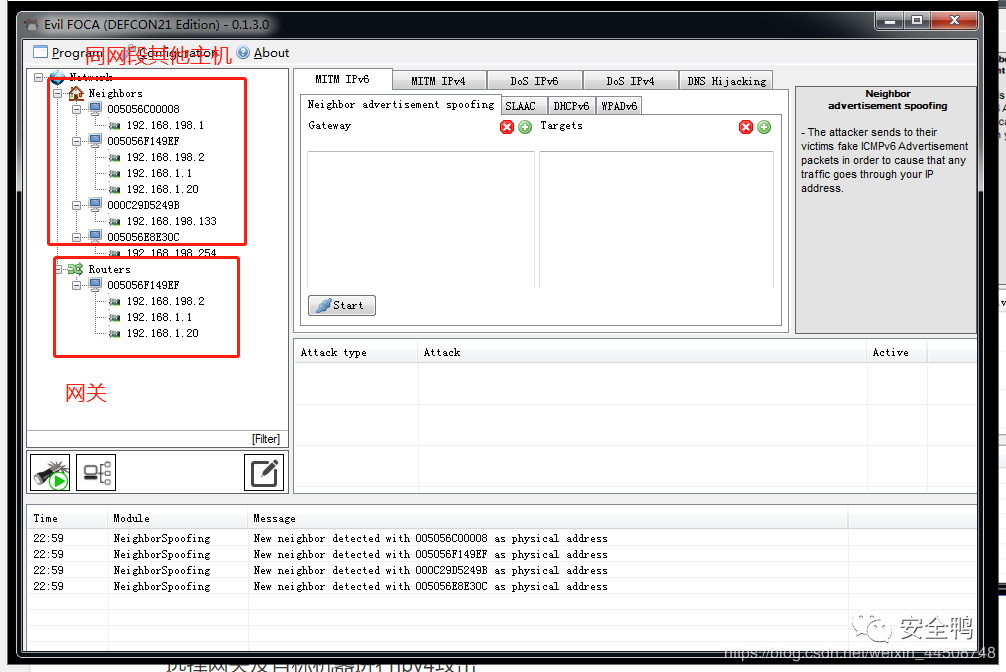 Evil FOCA (DEFCON21 Edition) - 0.1.3.0
Program Configuration About
同网段其他主机
Network
Neighbors
005056C00008
192.168.198.1
005056F149EF
192.168.198.2
192.168.1.1
192.168.1.20
000C29D5249B
192.168.198.133
005056E8E30C
192.168.198.254
Routers
005056F149EF
192.168.198.2
192.168.1.1
192.168.1.20
网关
[Filter]
MITM IPv6 MITM IPv4 DoS IPv6 DoS IPv4 DNS Hijacking
Neighbor advertisement spoofing SLAAC DHCPv6 WPADv6
Gateway Targets
Start
Neighbor
advertisement spoofing
- The attacker sends to their
victims fake ICMPv6 Advertisement
packets in order to cause that any
traffic goes through your IP
address.
Attack type Attack Active
Time Module Message
22:59 NeighborSpoofing New neighbor detected with 005056C00008 as physical address
22:59 NeighborSpoofing New neighbor detected with 005056F149EF as physical address
22:59 NeighborSpoofing New neighbor detected with 000C29D5249B as physical address
22:59 NeighborSpoofing New neighbor detected with 005056E8E30C as physical address
安全鸭
https://blog.csdn.net/weixin_44508748